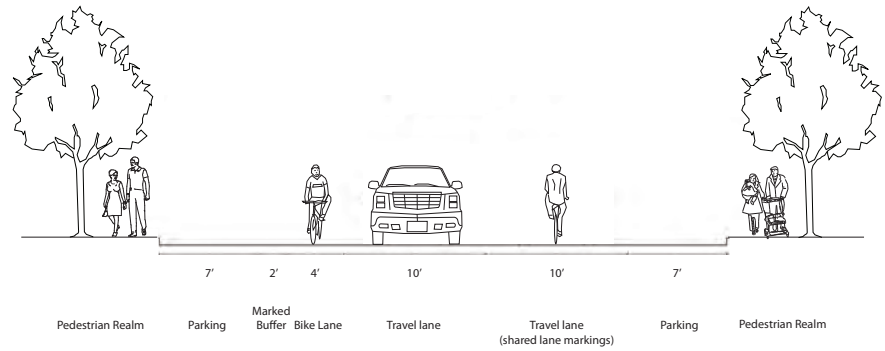 7' 2' 4' 10' 10' 7'
Pedestrian Realm Parking Marked Buffer Bike Lane Travel lane Travel lane (shared lane markings) Parking Pedestrian Realm